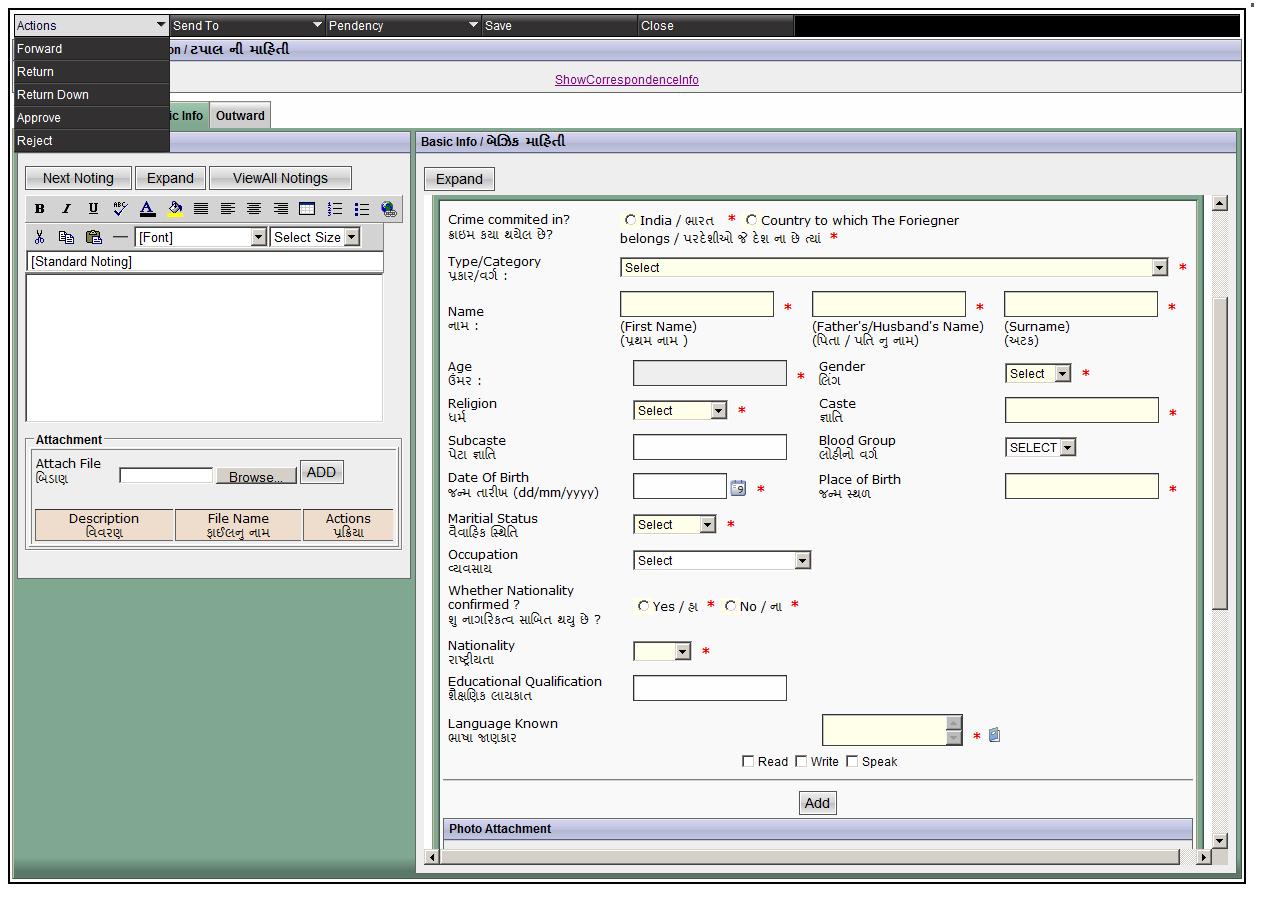 Actions Send To Pendency Save Close
Forward
Return
Return Down
Approve
Reject
on / ટપાલ ની માહિતી
ShowCorrespondenceInfo
ic Info Outward
Basic Info / બેઝિક માહિતી
Next Noting Expand ViewAll Notings
B I U ABC A
[Font] Select Size
[Standard Noting]
Attachment
Attach File
બિડાણ
Browse... ADD
Description File Name Actions
વિવરણ ફાઈલનુ નામ પ્રક્રિયા
Expand
Crime commited in? India / ભારત * Country to which The Foriegner
ક્રાઇમ કયા થયેલ છે? belongs / પરદેશીઓ જે દેશ ના છે ત્યાં *
Type/Category Select *
પ્રકાર/વર્ગ :
Name * * *
નામ : (First Name) (Father's/Husband's Name) (Surname)
(પ્રથમ નામ ) (પિતા / પતિ નુ નામ) (અટક)
Age * Gender Select *
ઉંમર : લિંગ
Religion Select * Caste *
ધર્મ જ્ઞાતિ
Subcaste Blood Group SELECT
પેટા જ્ઞાતિ લોહીનો વર્ગ
Date Of Birth 9 * Place of Birth *
જન્મ તારીખ (dd/mm/yyyy) જન્મ સ્થળ
Maritial Status Select *
વૈવાહિક સ્થિતિ
Occupation Select
વ્યવસાય
Whether Nationality
confirmed ? Yes / હા * No / ના *
શુ નાગરિકત્વ સાબિત થયુ છે ?
Nationality *
રાષ્ટ્રીયતા
Educational Qualification
શૈક્ષણિક લાયકાત
Language Known *
ભાષા જાણકાર
Read Write Speak
Add
Photo Attachment